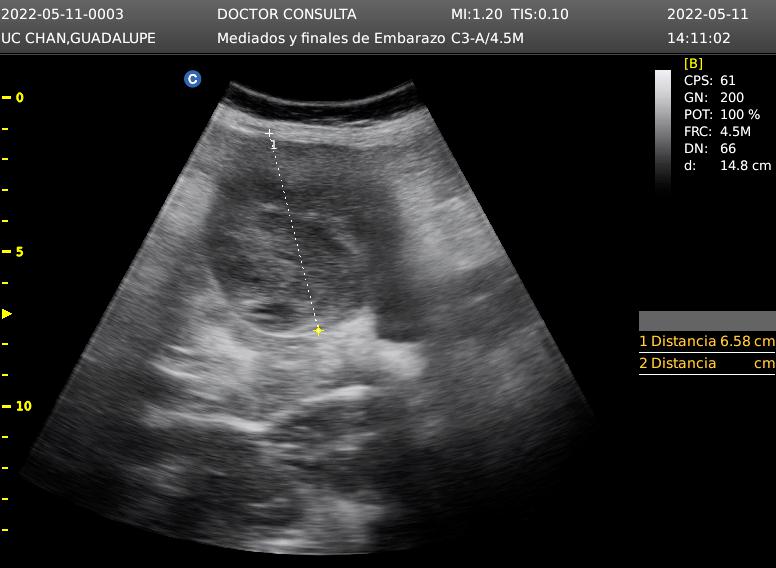 2022-05-11-0003 DOCTOR CONSULTA MI:1.20 TIS:0.10 2022-05-11
UC CHAN,GUADALUPE Mediados y finales de Embarazo C3-A/4.5M 14:11:02
C
[B]
CPS: 61
GN: 200
POT: 100 %
FRC: 4.5M
DN: 66
d: 14.8 cm
0
1
5
10
1 Distancia 6.58 cm
2 Distancia cm